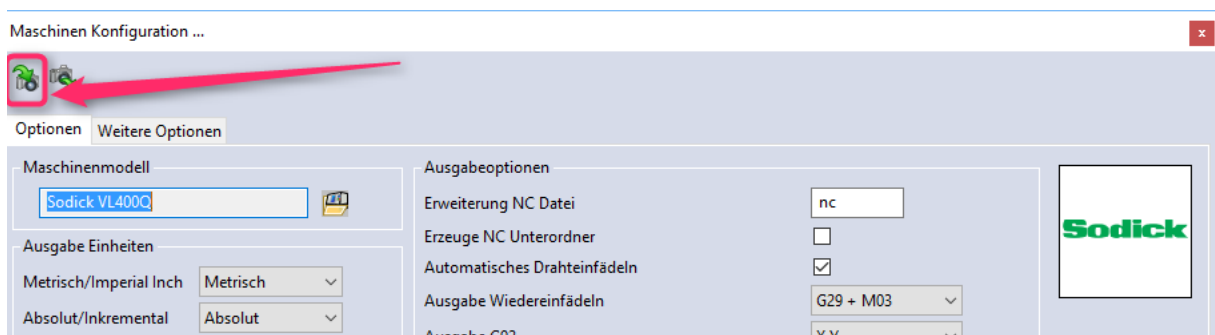 Maschinen Konfiguration ...
x
Optionen Weitere Optionen
Maschinenmodell
Sodick VL400Q
Ausgabe Einheiten
Metrisch/Imperial Inch Metrisch
Absolut/Inkremental Absolut
Ausgabeoptionen
Erweiterung NC Datei nc
Erzeuge NC Unterordner
Automatisches Drahteinfädeln
Ausgabe Wiedereinfädeln G29 + M03
Sodick